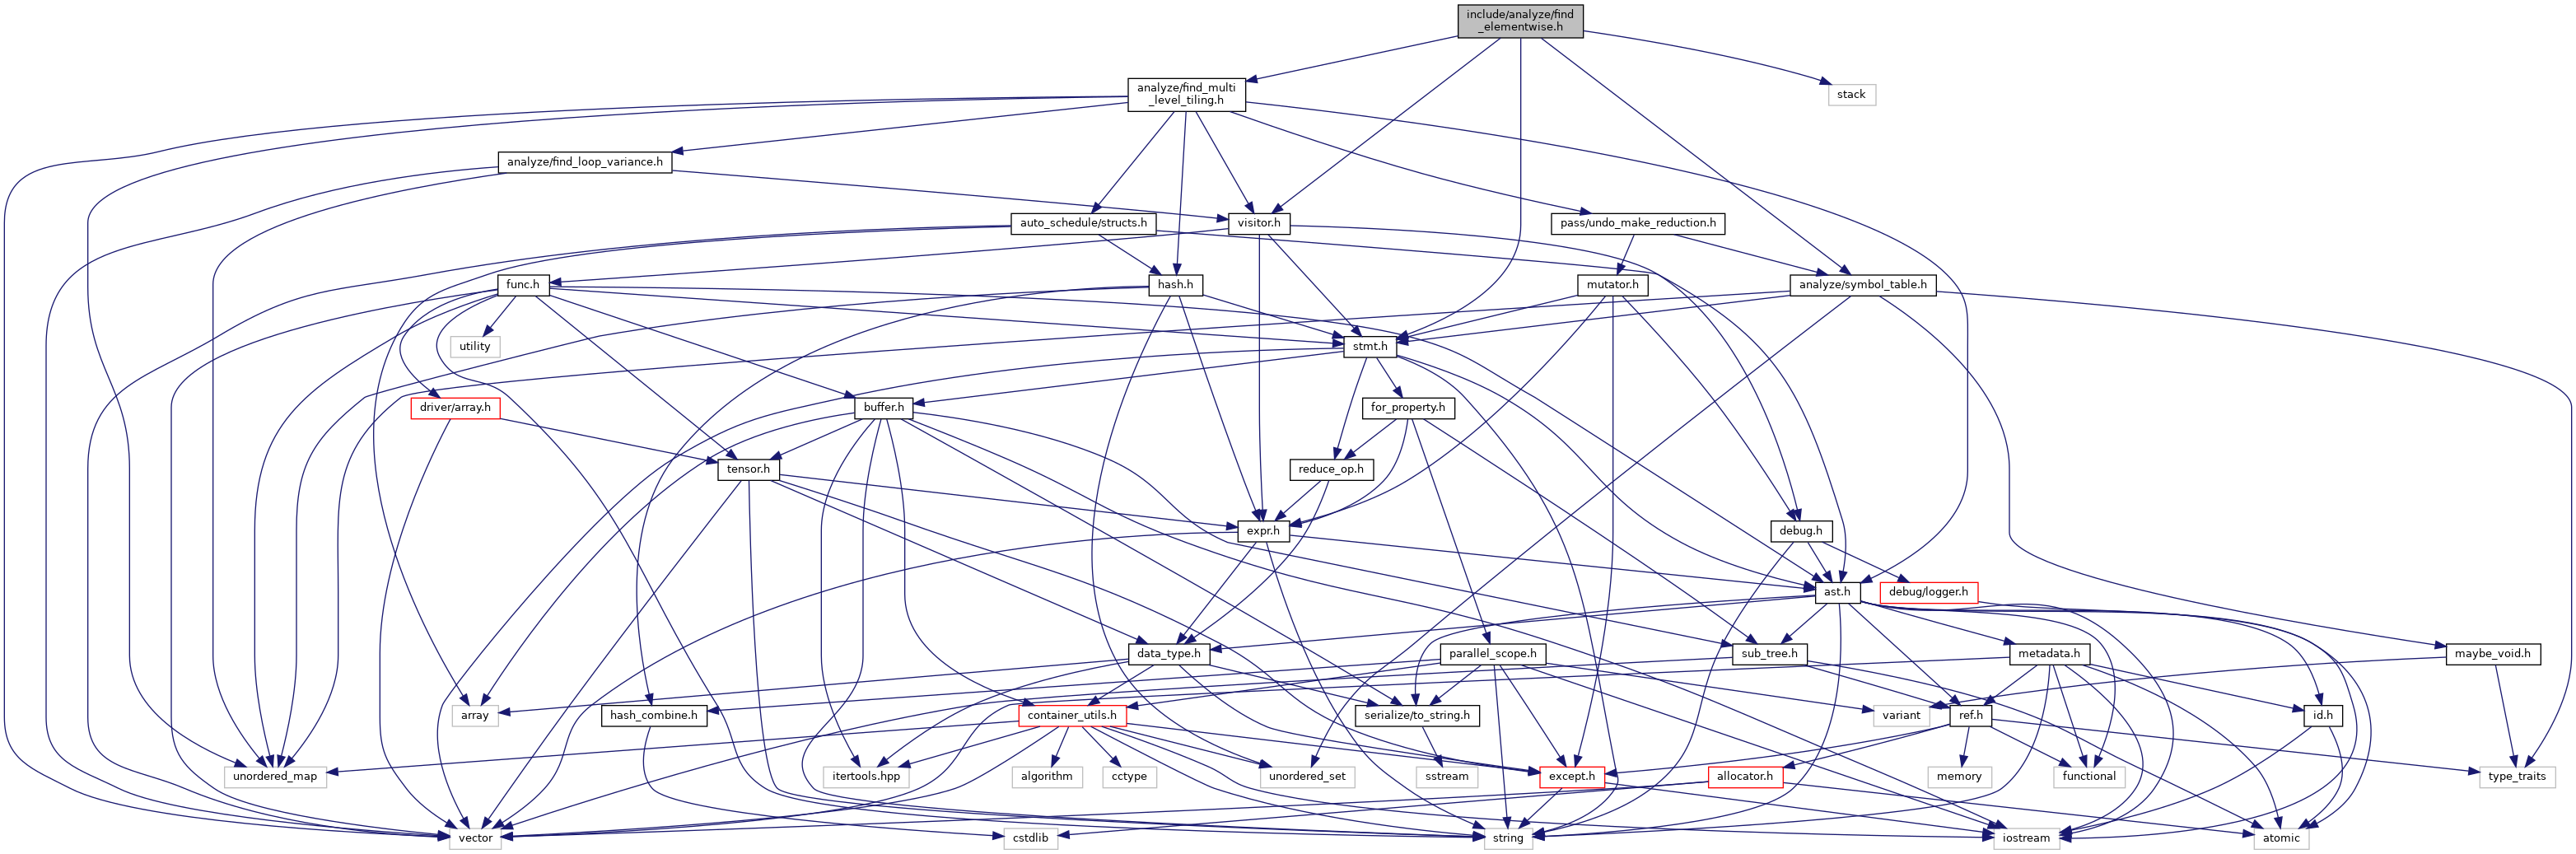 include/analyze/find
_elementwise.h
analyze/find_multi
_level_tiling.h
stack
analyze/find_loop_variance.h
auto_schedule/structs.h
visitor.h
pass/undo_make_reduction.h
func.h
hash.h
mutator.h
analyze/symbol_table.h
utility
stmt.h
driver/array.h
buffer.h
for_property.h
tensor.h
reduce_op.h
expr.h
debug.h
ast.h
debug/logger.h
data_type.h
parallel_scope.h
sub_tree.h
metadata.h
maybe_void.h
array
hash_combine.h
container_utils.h
serialize/to_string.h
variant
ref.h
id.h
unordered_map
itertools.hpp
algorithm
cctype
unordered_set
sstream
except.h
allocator.h
memory
functional
type_traits
vector
cstdlib
string
iostream
atomic